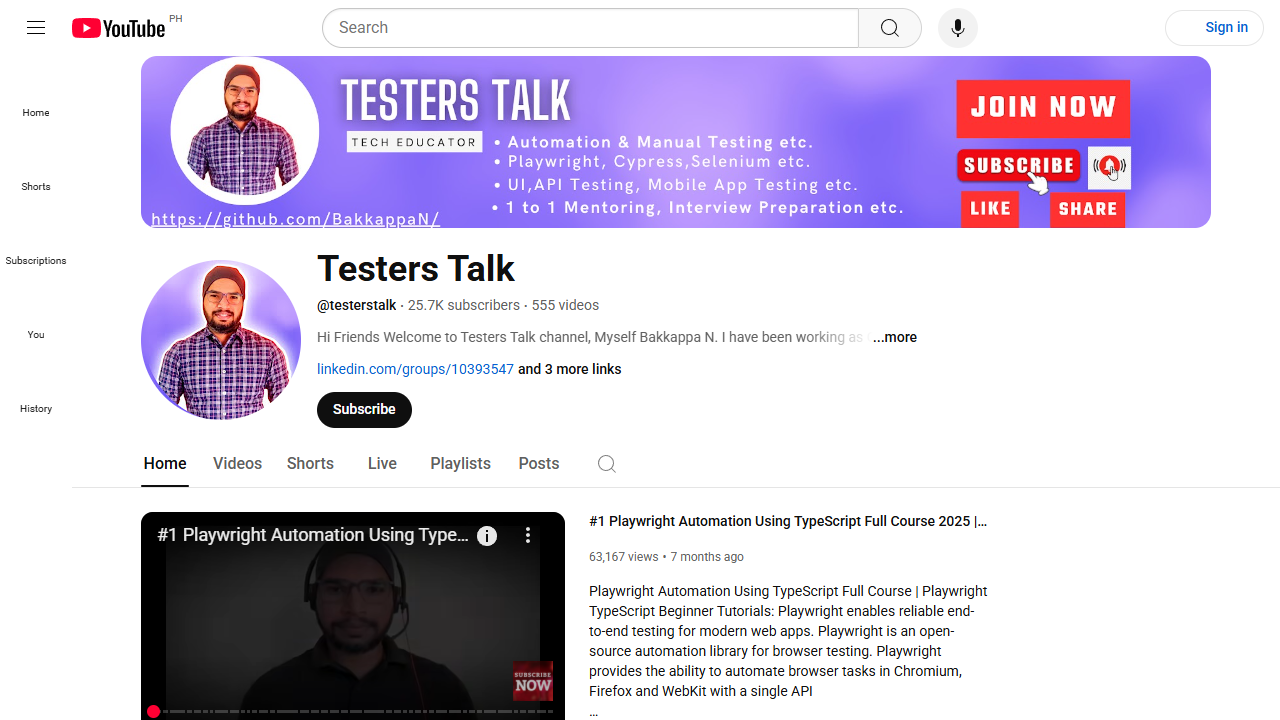 YouTube PH
Search
Sign in
Home
Shorts
Subscriptions
You
History
TESTERS TALK
TECH EDUCATOR
• Automation & Manual Testing etc.
• Playwright, Cypress,Selenium etc.
• UI,API Testing, Mobile App Testing etc.
• 1 to 1 Mentoring, Interview Preparation etc.
https://github.com/BakkappaN/
JOIN NOW
SUBSCRIBE
LIKE
SHARE
Testers Talk
@testerstalk • 25.7K subscribers • 555 videos
Hi Friends Welcome to Testers Talk channel, Myself Bakkappa N. I have been working as ...more
linkedin.com/groups/10393547 and 3 more links
Subscribe
Home Videos Shorts Live Playlists Posts
#1 Playwright Automation Using Type...
SUBSCRIBE
NOW
#1 Playwright Automation Using TypeScript Full Course 2025 |...
63,167 views • 7 months ago
Playwright Automation Using TypeScript Full Course | Playwright
TypeScript Beginner Tutorials: Playwright enables reliable end-
to-end testing for modern web apps. Playwright is an open-
source automation library for browser testing. Playwright
provides the ability to automate browser tasks in Chromium,
Firefox and WebKit with a single API
...